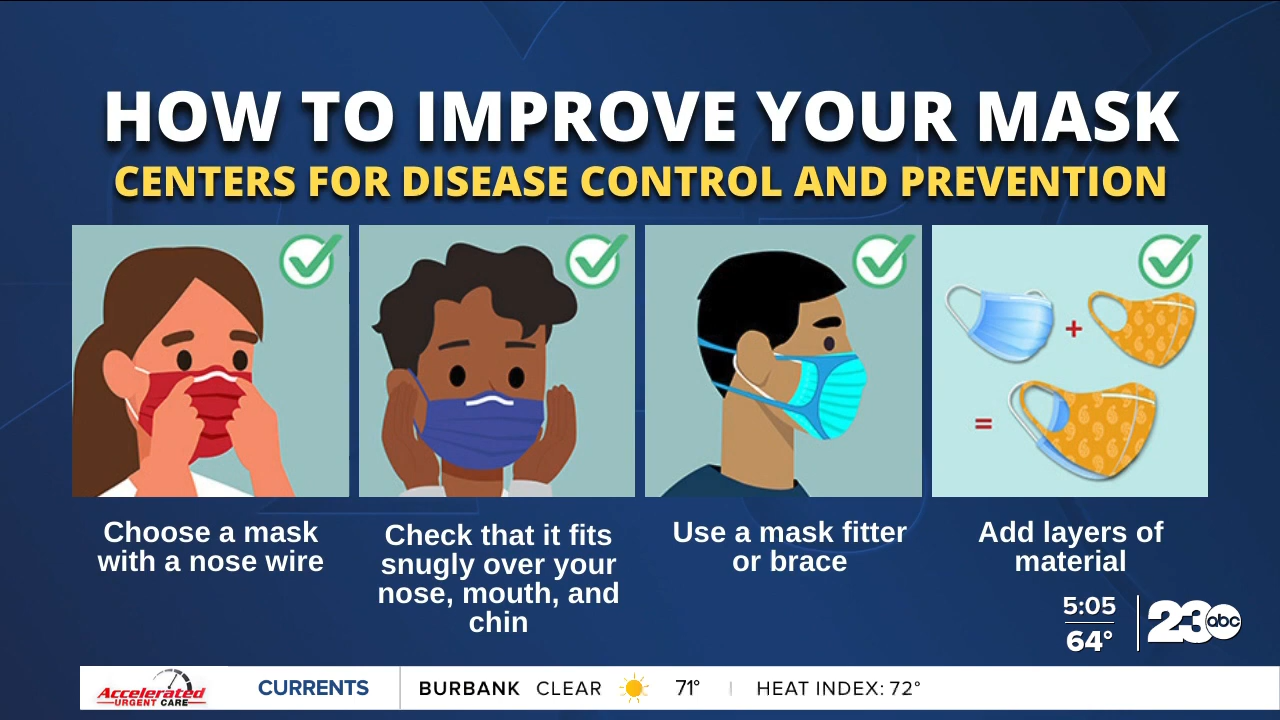 HOW TO IMPROVE YOUR MASK
CENTERS FOR DISEASE CONTROL AND PREVENTION
+
=
Choose a mask
with a nose wire
Check that it fits
snugly over your
nose, mouth, and
chin
Use a mask fitter
or brace
Add layers of
material
5:05
64°
23 abc
Accelerated
URGENT CARE
CURRENTS
BURBANK CLEAR 71° HEAT INDEX: 72°